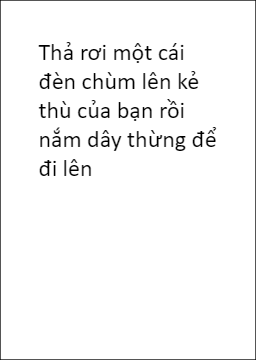 Thả rơi một cái
đèn chùm lên kẻ
thù của bạn rồi
nắm dây thừng để
đi lên